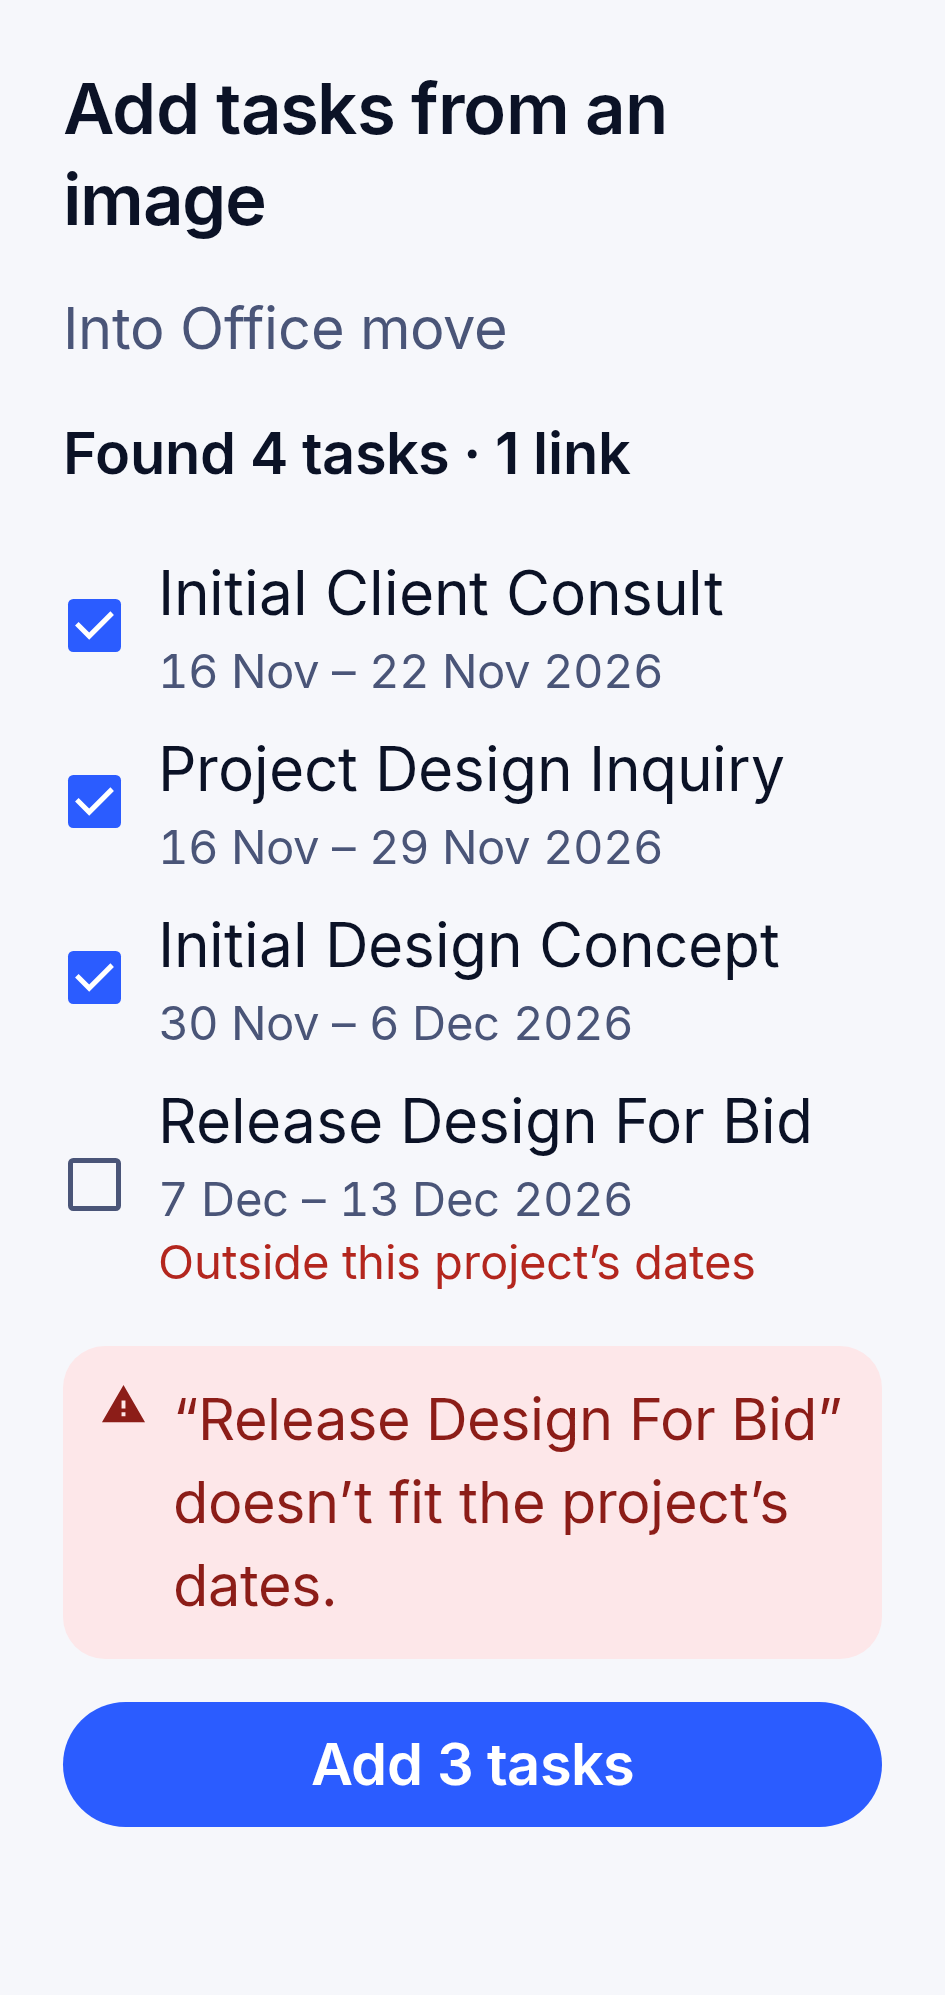 Add tasks from an
image
Into Office move
Found 4 tasks · 1 link
Initial Client Consult
16 Nov – 22 Nov 2026
Project Design Inquiry
16 Nov – 29 Nov 2026
Initial Design Concept
30 Nov – 6 Dec 2026
Release Design For Bid
7 Dec – 13 Dec 2026
Outside this project’s dates
“Release Design For Bid”
doesn’t fit the project’s
dates.
Add 3 tasks